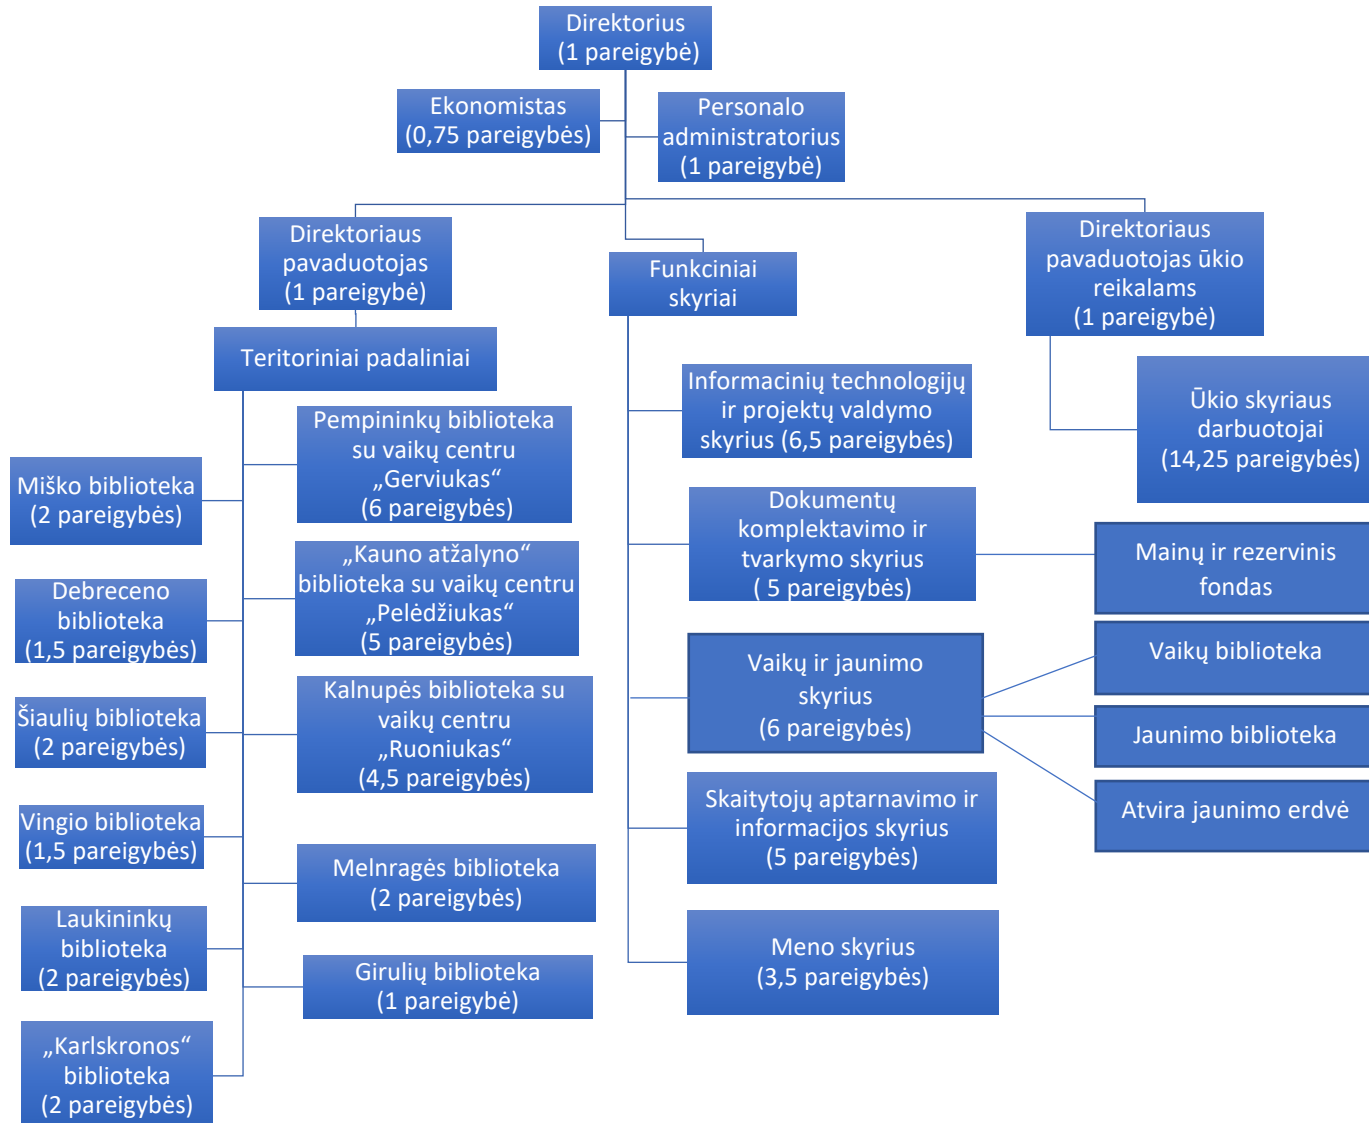 Direktorius
(1 pareigybė)
Ekonomistas
(0,75 pareigybės)
Personalo
administratorius
(1 pareigybė)
Direktoriaus
pavaduotojas
(1 pareigybė)
Funkciniai
skyriai
Direktoriaus
pavaduotojas ūkio
reikalams
(1 pareigybė)
Teritoriniai padaliniai
Miško biblioteka
(2 pareigybės)
Debreceno
biblioteka
(1,5 pareigybės)
Šiaulių biblioteka
(2 pareigybės)
Vingio biblioteka
(1,5 pareigybės)
Laukininkų
biblioteka
(2 pareigybės)
„Karlskronos“
biblioteka
(2 pareigybės)
Pempininkų biblioteka
su vaikų centru
„Gerviukas“
(6 pareigybės)
„Kauno atžalyno“
biblioteka su vaikų centru
„Pelėdžiukas“
(5 pareigybės)
Kalnupės biblioteka su
vaikų centru
„Ruoniukas“
(4,5 pareigybės)
Melnragės biblioteka
(2 pareigybės)
Girulių biblioteka
(1 pareigybė)
Informacinių technologijų
ir projektų valdymo
skyrius (6,5 pareigybės)
Dokumentų
komplektavimo ir
tvarkymo skyrius
( 5 pareigybės)
Vaikų ir jaunimo
skyrius
(6 pareigybės)
Skaitytojų aptarnavimo ir
informacijos skyrius
(5 pareigybės)
Meno skyrius
(3,5 pareigybės)
Ūkio skyriaus
darbuotojai
(14,25 pareigybės)
Mainų ir rezervinis
fondas
Vaikų biblioteka
Jaunimo biblioteka
Atvira jaunimo erdvė